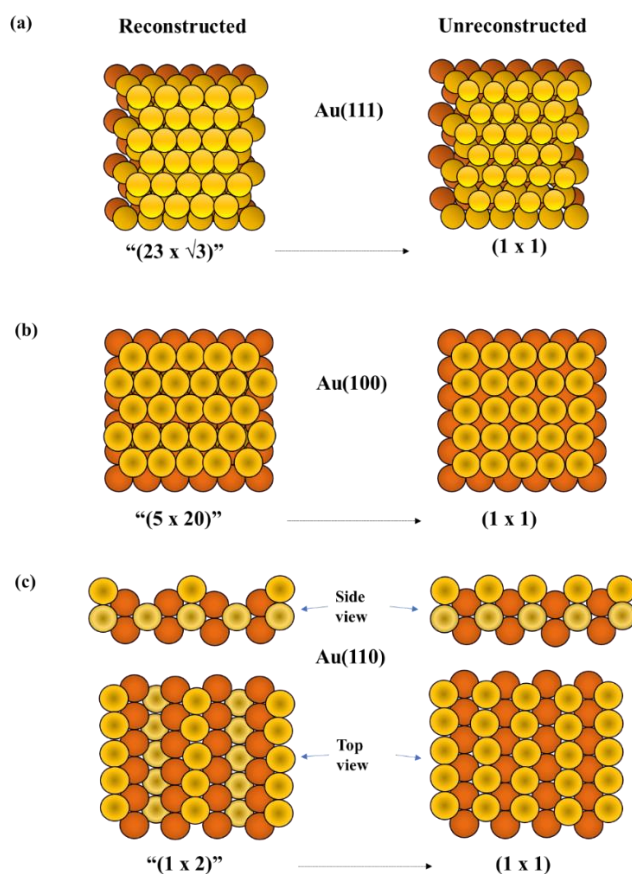 (a)
Reconstructed
Unreconstructed
Au(111)
“(23 x √3)”
(1 x 1)
(b)
Au(100)
“(5 x 20)”
(1 x 1)
(c)
Side
view
Au(110)
Top
view
“(1 x 2)”
(1 x 1)